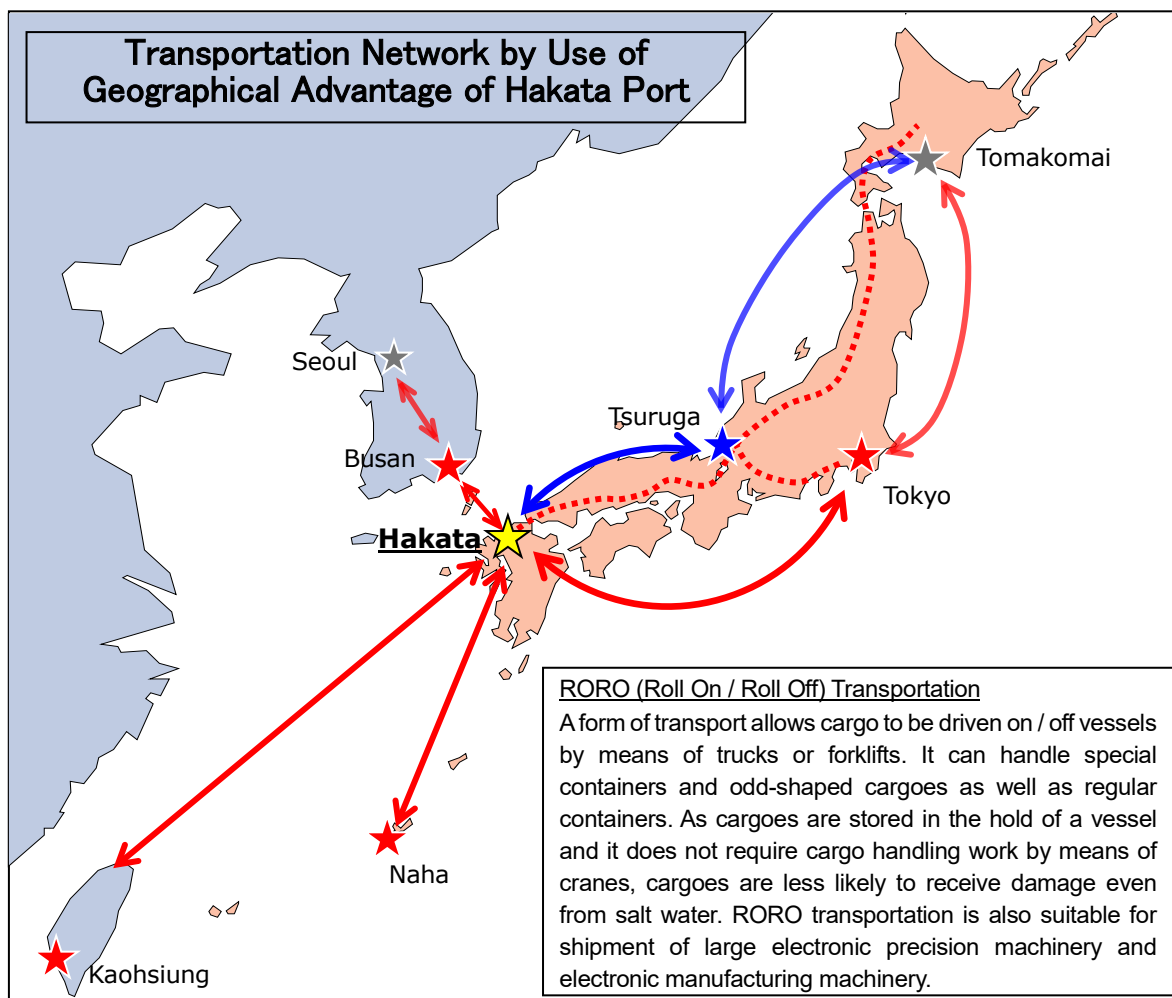 Transportation Network by Use of
Geographical Advantage of Hakata Port
Tomakomai
Seoul
Tsuruga
Busan
Tokyo
Hakata
Naha
Kaohsiung
RORO (Roll On / Roll Off) Transportation
A form of transport allows cargo to be driven on / off vessels
by means of trucks or forklifts. It can handle special
containers and odd-shaped cargoes as well as regular
containers. As cargoes are stored in the hold of a vessel
and it does not require cargo handling work by means of
cranes, cargoes are less likely to receive damage even
from salt water. RORO transportation is also suitable for
shipment of large electronic precision machinery and
electronic manufacturing machinery.